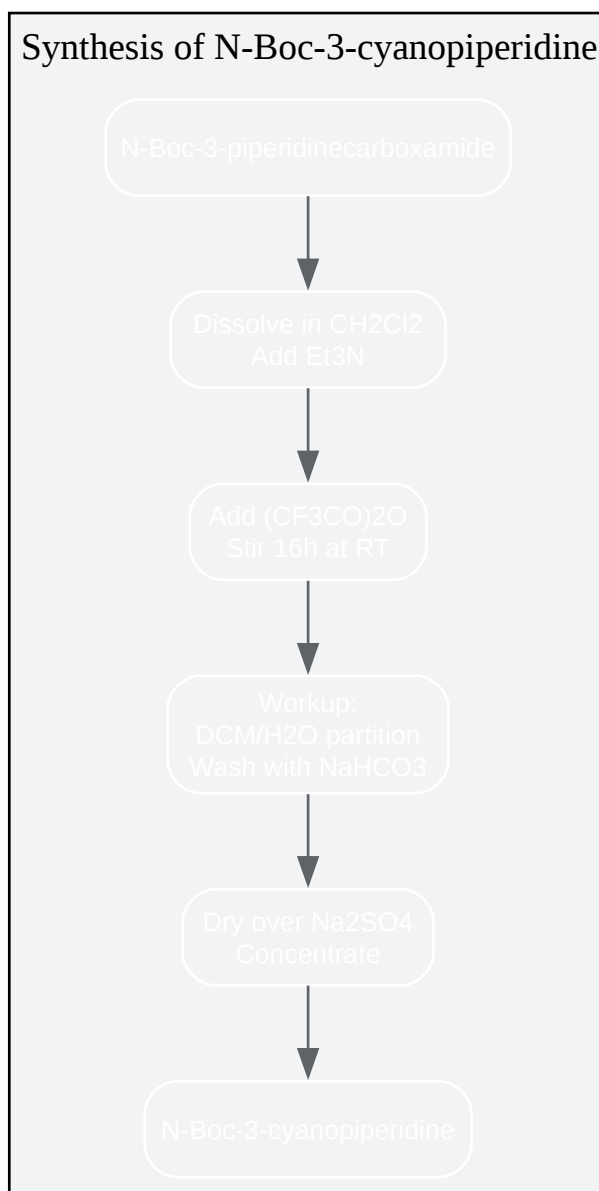 Synthesis of N-Boc-3-cyanopiperidine
N-Boc-3-piperidinecarboxamide
Dissolve in CH2Cl2
Add Et3N
Add (CF3CO)2O
Stir 16h at RT
Workup:
DCM/H2O partition
Wash with NaHCO3
Dry over Na2SO4
Concentrate
N-Boc-3-cyanopiperidine